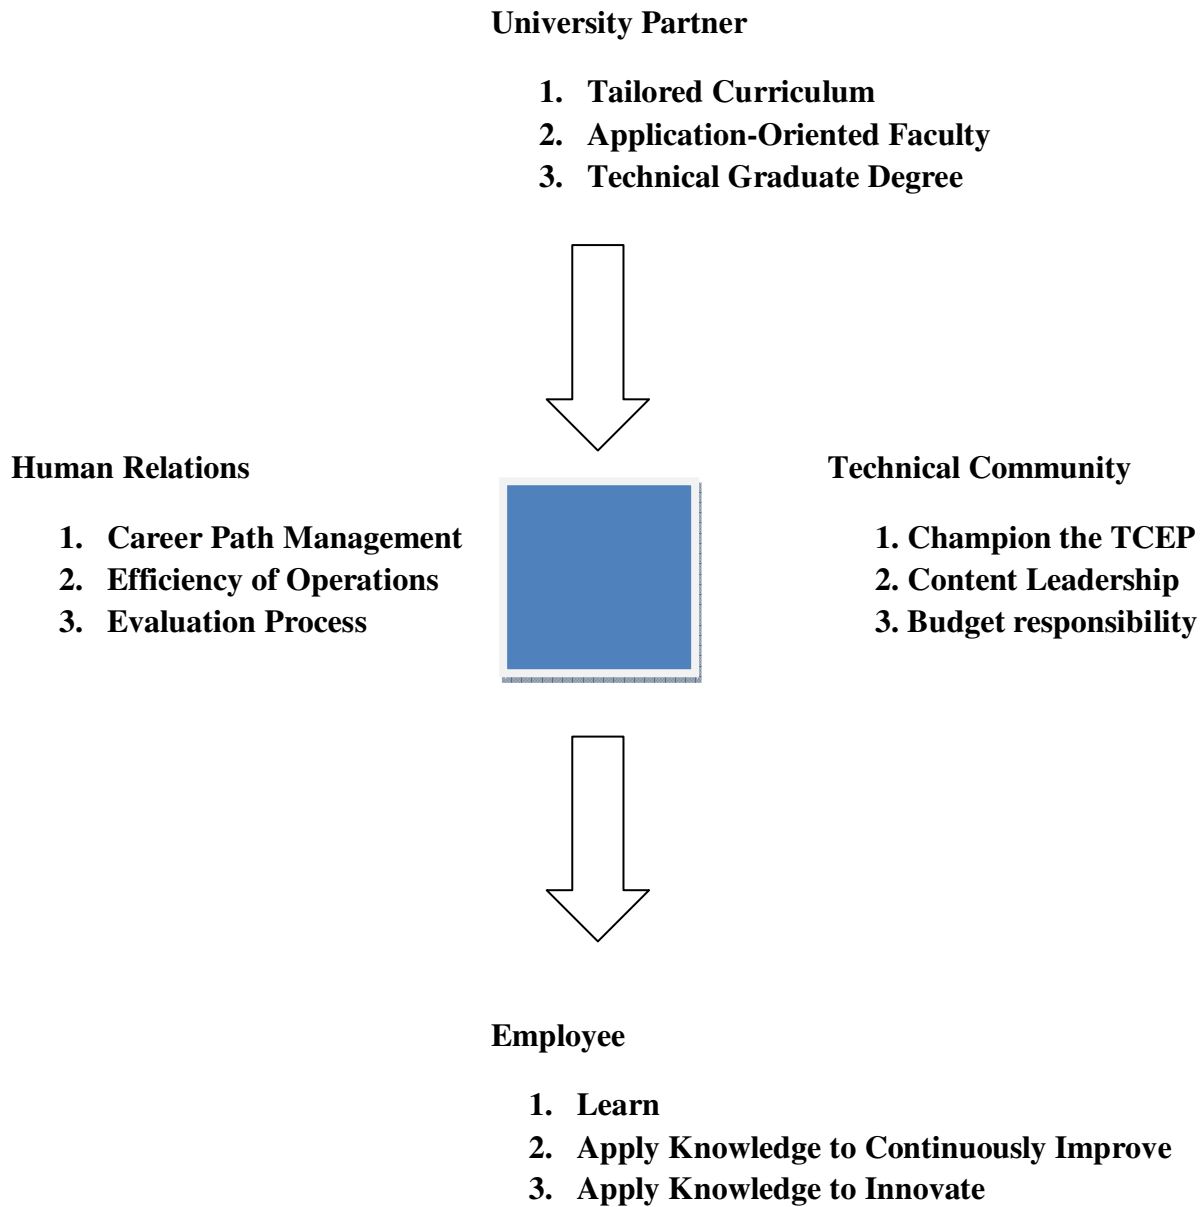 University Partner
1. Tailored Curriculum
2. Application-Oriented Faculty
3. Technical Graduate Degree
Human Relations
1. Career Path Management
2. Efficiency of Operations
3. Evaluation Process
Technical Community
1. Champion the TCEP
2. Content Leadership
3. Budget responsibility
Employee
1. Learn
2. Apply Knowledge to Continuously Improve
3. Apply Knowledge to Innovate